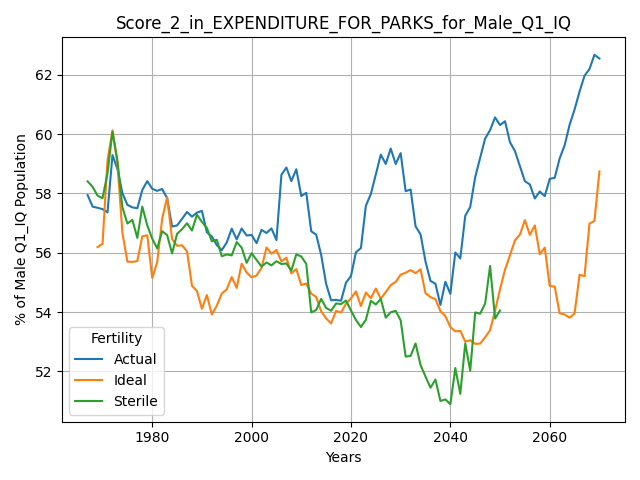 Score_2_in_EXPENDITURE_FOR_PARKS_for_Male_Q1_IQ
% of Male Q1_IQ Population
62
60
58
56
54
52
Fertility
Actual
Ideal
Sterile
1980
2000
2020
2040
2060
Years